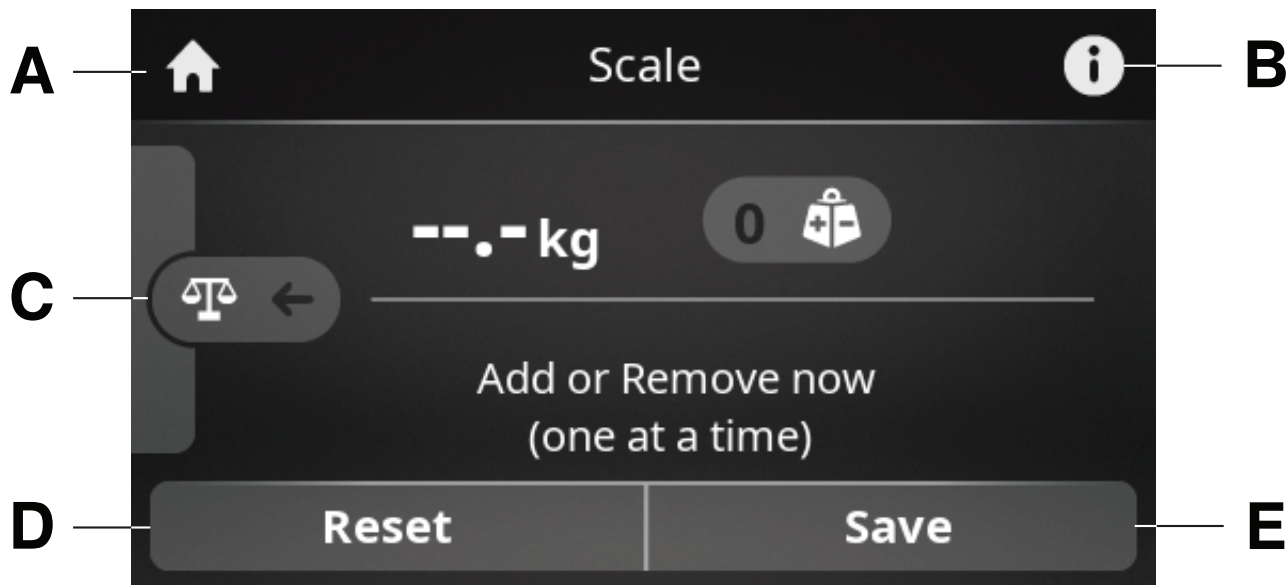 A
Scale
B
--.- kg
0
C
Add or Remove now
(one at a time)
D
Reset
Save
E